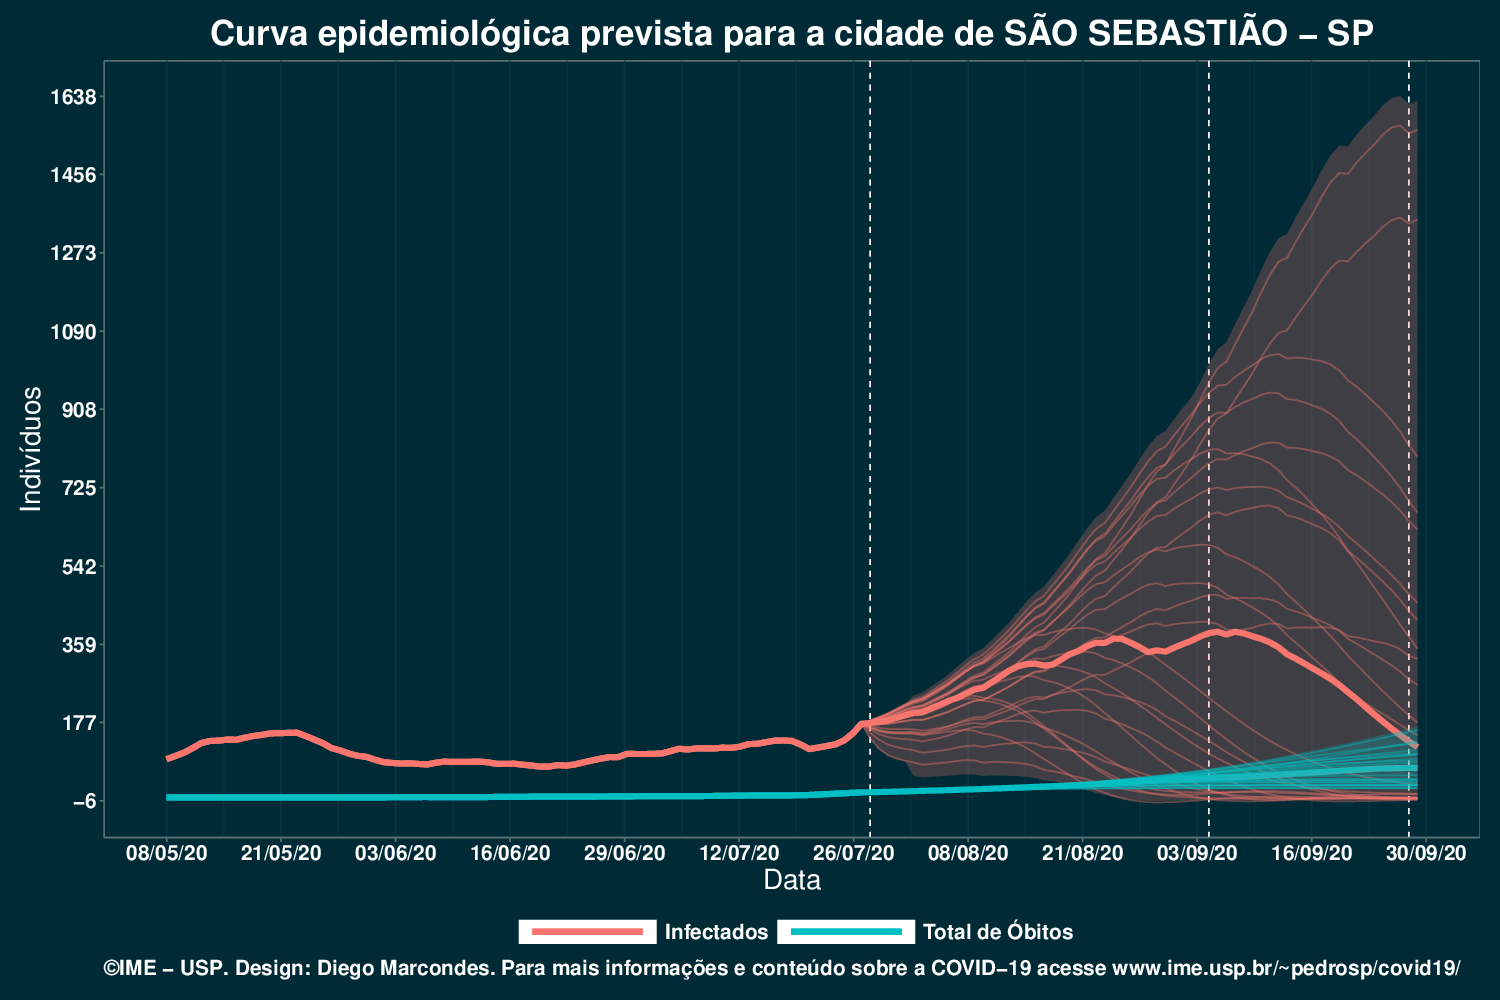 Curva epidemiológica prevista para a cidade de SÃO SEBASTIÃO – SP
1638
1456
1273
1090
908
725
542
359
177
−6
Indivíduos
08/05/20 21/05/20 03/06/20 16/06/20 29/06/20 12/07/20 26/07/20 08/08/20 21/08/20 03/09/20 16/09/20 30/09/20
Data
Infectados Total de Óbitos
©IME – USP. Design: Diego Marcondes. Para mais informações e conteúdo sobre a COVID−19 acesse www.ime.usp.br/~pedrosp/covid19/